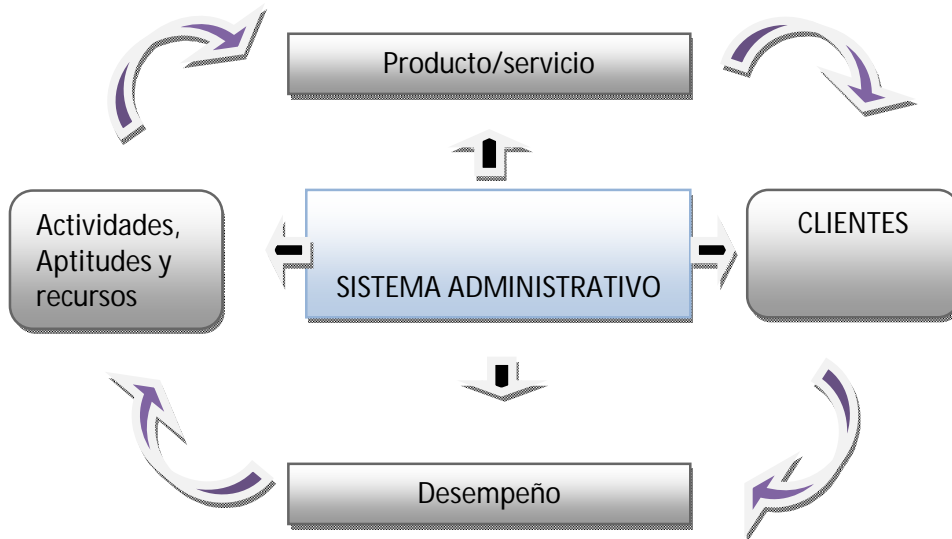 Producto/servicio
Actividades,
Aptitudes y
recursos
SISTEMA ADMINISTRATIVO
CLIENTES
Desempeño